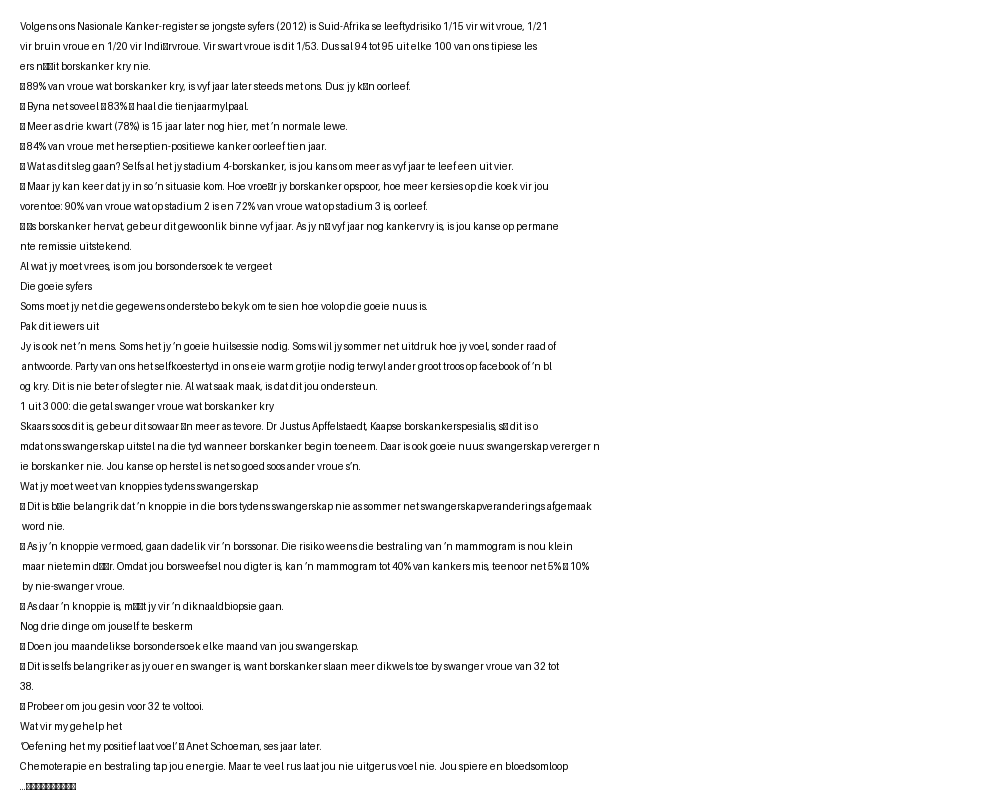 Volgens ons Nasionale Kanker-register se jongste syfers (2012) is Suid-Afrika se leeftydrisiko 1/15 vir wit vroue, 1/21
vir bruin vroue en 1/20 vir Indi�rvroue. Vir swart vroue is dit 1/53. Dus sal 94 tot 95 uit elke 100 van ons tipiese les
ers n��it borskanker kry nie.
� 89% van vroue wat borskanker kry, is vyf jaar later steeds met ons. Dus: jy k�n oorleef.
� Byna net soveel � 83% � haal die tienjaarmylpaal.
� Meer as drie kwart (78%) is 15 jaar later nog hier, met ’n normale lewe.
� 84% van vroue met herseptien-positiewe kanker oorleef tien jaar.
� Wat as dit sleg gaan? Selfs al het jy stadium 4-borskanker, is jou kans om meer as vyf jaar te leef een uit vier.
� Maar jy kan keer dat jy in so ’n situasie kom. Hoe vroe�r jy borskanker opspoor, hoe meer kersies op die koek vir jou
vorentoe: 90% van vroue wat op stadium 2 is en 72% van vroue wat op stadium 3 is, oorleef.
� �s borskanker hervat, gebeur dit gewoonlik binne vyf jaar. As jy n� vyf jaar nog kankervry is, is jou kanse op permane
nte remissie uitstekend.
Al wat jy moet vrees, is om jou borsondersoek te vergeet
Die goeie syfers
Soms moet jy net die gegewens onderstebo bekyk om te sien hoe volop die goeie nuus is.
Pak dit iewers uit
Jy is ook net ’n mens. Soms het jy ’n goeie huilsessie nodig. Soms wil jy sommer net uitdruk hoe jy voel, sonder raad of
antwoorde. Party van ons het selfkoestertyd in ons eie warm grotjie nodig terwyl ander groot troos op facebook of ’n bl
og kry. Dit is nie beter of slegter nie. Al wat saak maak, is dat dit jou ondersteun.
1 uit 3 000: die getal swanger vroue wat borskanker kry
Skaars soos dit is, gebeur dit sowaar �n meer as tevore. Dr Justus Apffelstaedt, Kaapse borskankerspesialis, s� dit is o
mdat ons swangerskap uitstel na die tyd wanneer borskanker begin toeneem. Daar is ook goeie nuus: swangerskap vererger n
ie borskanker nie. Jou kanse op herstel is net so goed soos ander vroue s’n.
Wat jy moet weet van knoppies tydens swangerskap
� Dit is b�ie belangrik dat ’n knoppie in die bors tydens swangerskap nie as sommer net swangerskapveranderings afgemaak
word nie.
� As jy ’n knoppie vermoed, gaan dadelik vir ’n borssonar. Die risiko weens die bestraling van ’n mammogram is nou klein
maar nietemin d��r. Omdat jou borsweefsel nou digter is, kan ’n mammogram tot 40% van kankers mis, teenoor net 5% � 10%
by nie-swanger vroue.
� As daar ’n knoppie is, m��t jy vir ’n diknaaldbiopsie gaan.
Nog drie dinge om jouself te beskerm
� Doen jou maandelikse borsondersoek elke maand van jou swangerskap.
� Dit is selfs belangriker as jy ouer en swanger is, want borskanker slaan meer dikwels toe by swanger vroue van 32 tot
38.
� Probeer om jou gesin voor 32 te voltooi.
Wat vir my gehelp het
‘Oefening het my positief laat voel’ � Anet Schoeman, ses jaar later.
Chemoterapie en bestraling tap jou energie. Maar te veel rus laat jou nie uitgerus voel nie. Jou spiere en bloedsomloop
...